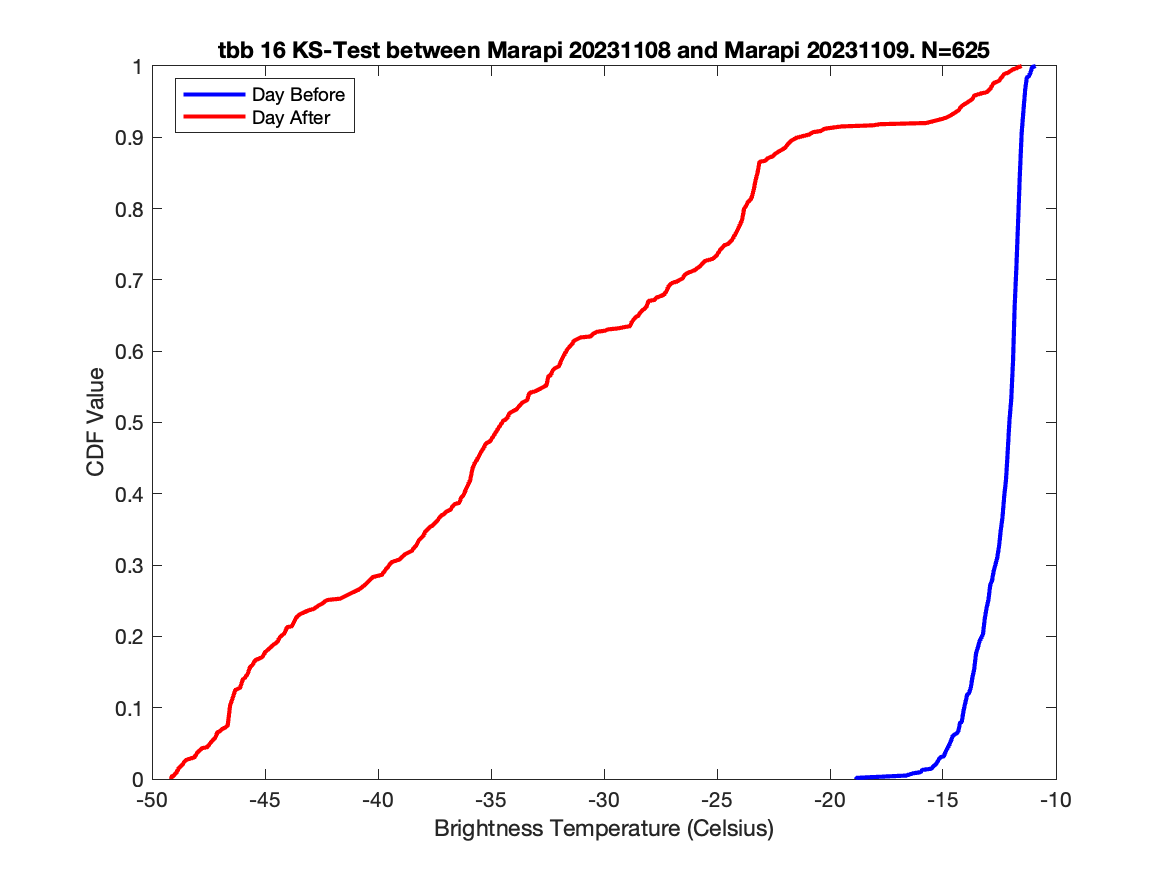 tbb 16 KS-Test between Marapi 20231108 and Marapi 20231109. N=625
Day Before
Day After
1
0.9
0.8
0.7
0.6
0.5
0.4
0.3
0.2
0.1
0
CDF Value
-50 -45 -40 -35 -30 -25 -20 -15 -10
Brightness Temperature (Celsius)